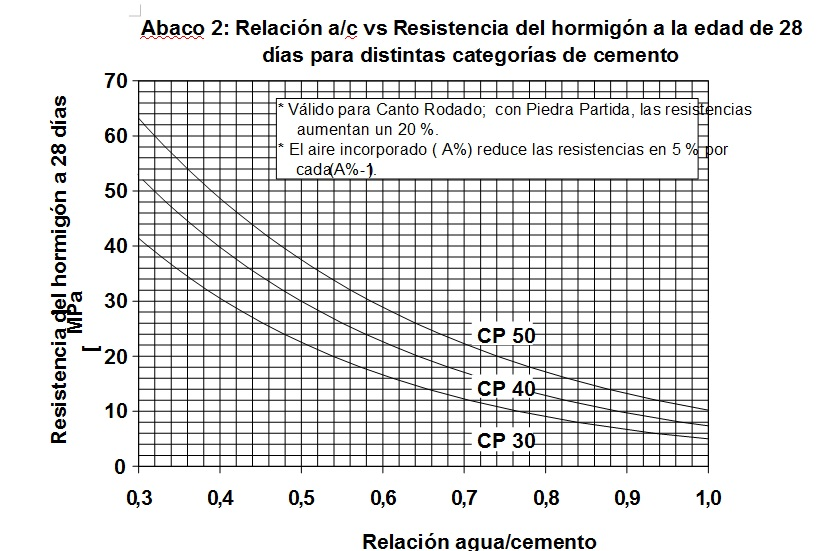 Abaco 2: Relación a/c vs Resistencia del hormigón a la edad de 28
días para distintas categorías de cemento
* Válido para Canto Rodado; con Piedra Partida, las resistencias
aumentan un 20 %.
* El aire incorporado ( A%) reduce las resistencias en 5 % por
cada(A%-1).
Resistencia del hormigón a 28 días
[ MPa
70
60
50
40
30
20
10
0
CP 50
CP 40
CP 30
0,3 0,4 0,5 0,6 0,7 0,8 0,9 1,0
Relación agua/cemento